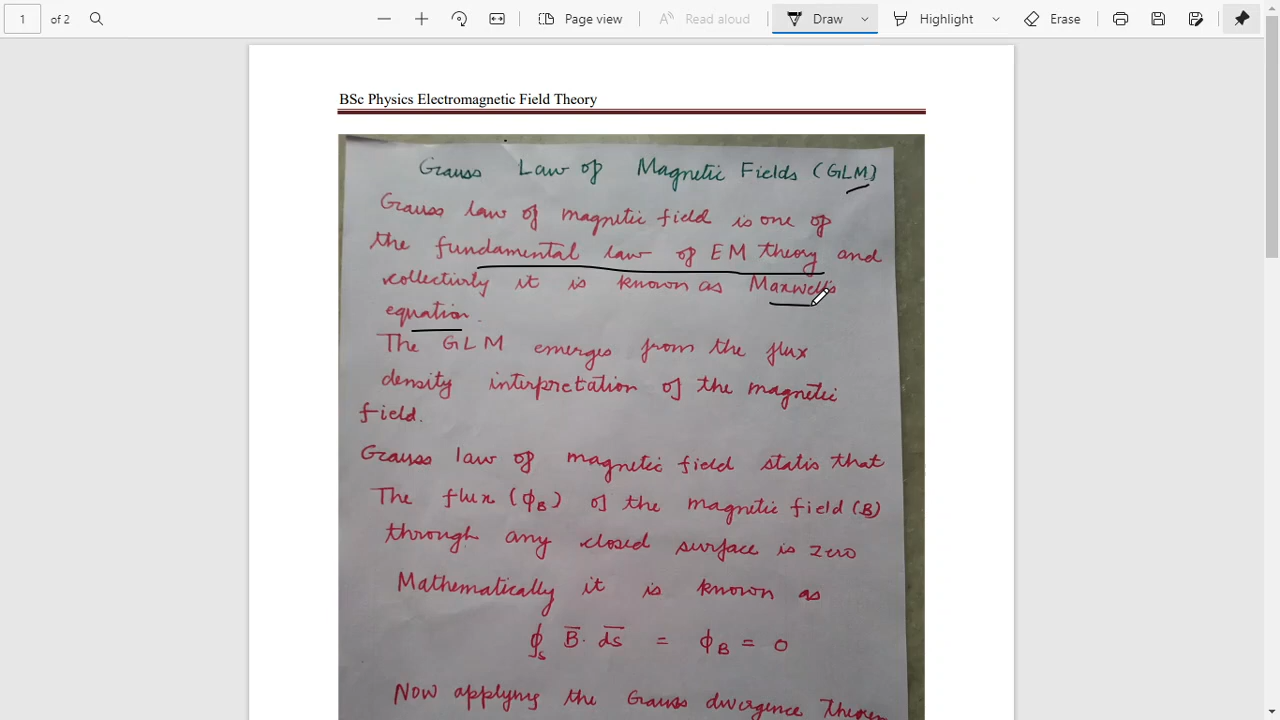 1 of 2 Page view Read aloud Draw Highlight Erase
BSc Physics Electromagnetic Field Theory
Gauss Law of Magnetic Fields (GLM)
Gauss law of magnetic field is one of
the fundamental law of EM theory and
collectivly it is known as Maxwell's
equation.
The GLM emerges from the flux
density interpretation of the magnetic
field.
Gauss law of magnetic field statis that
The flux (ϕB) of the magnetic field (B)
through any closed surface is zero
Mathematically it is known as
∮s B̅. d̅s̅ = ϕB = 0
Now applying the Gauss divergence Theorem